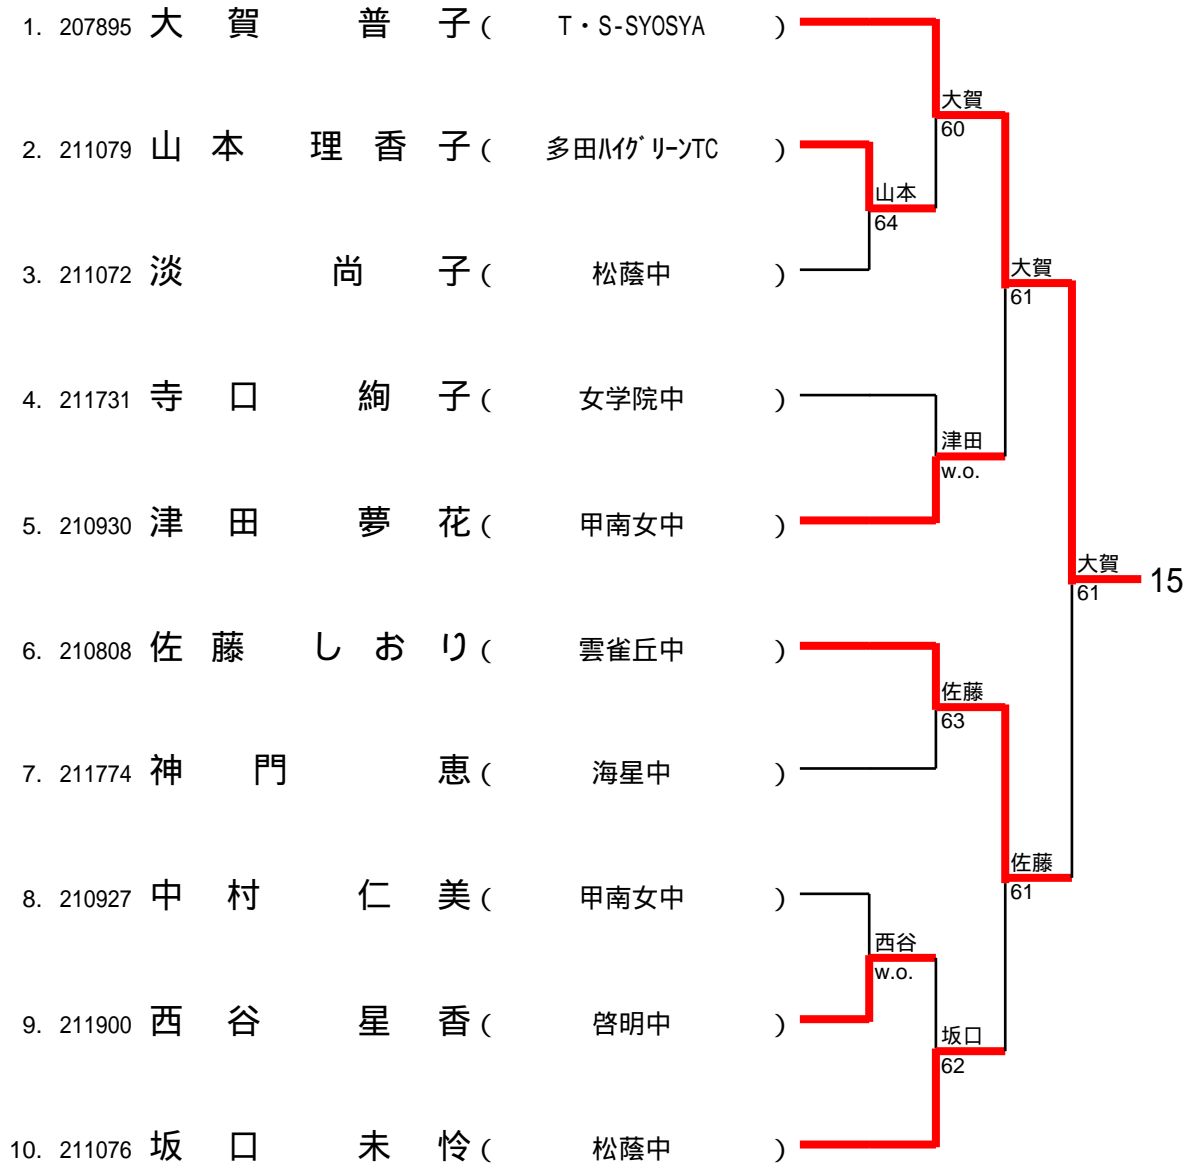 1. 207895 大賀 普子 ( T・S-SYOSYA )
大賀
60
2. 211079 山本 理香子 ( 多田ﾊｲｸﾞﾘｰﾝTC )
山本
64
3. 211072 淡 尚子 ( 松蔭中 )
大賀
61
4. 211731 寺口 絢子 ( 女学院中 )
津田
w.o.
5. 210930 津田 夢花 ( 甲南女中 )
大賀
61
15
6. 210808 佐藤 しおり ( 雲雀丘中 )
佐藤
63
7. 211774 神門 恵 ( 海星中 )
佐藤
61
8. 210927 中村 仁美 ( 甲南女中 )
西谷
w.o.
9. 211900 西谷 星香 ( 啓明中 )
坂口
62
10. 211076 坂口 未怜 ( 松蔭中 )